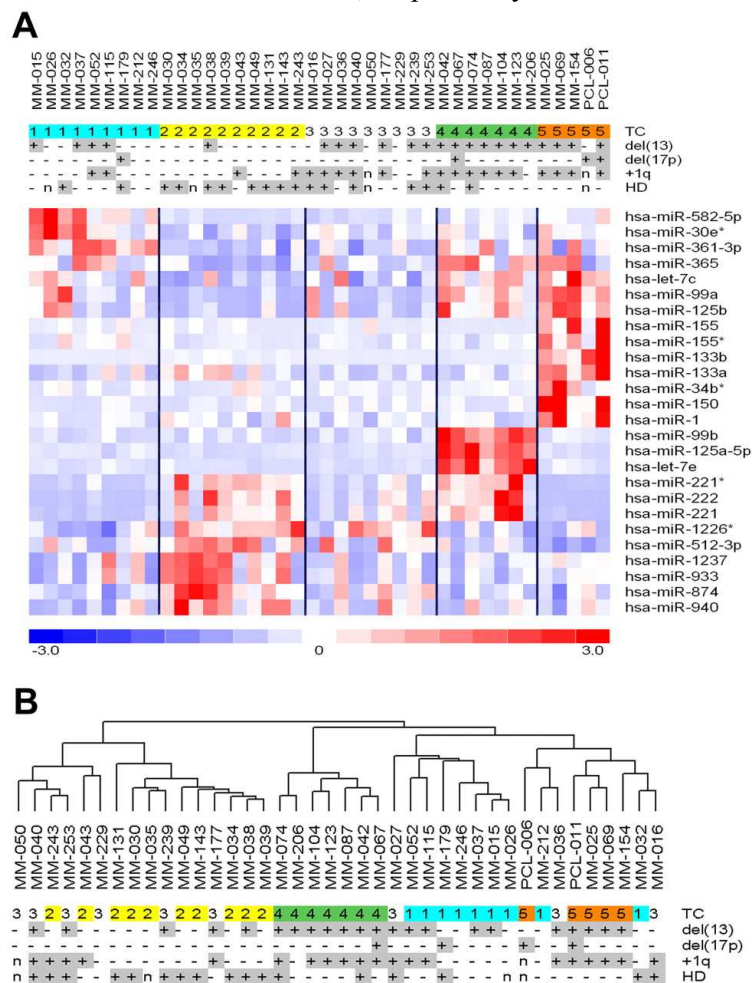 A
MM-015 MM-026 MM-032 MM-037 MM-052 MM-115 MM-179 MM-212 MM-246 MM-030 MM-034 MM-035 MM-038 MM-039 MM-043 MM-049 MM-131 MM-143 MM-243 MM-016 MM-027 MM-036 MM-040 MM-050 MM-177 MM-229 MM-239 MM-253 MM-042 MM-067 MM-074 MM-087 MM-104 MM-123 MM-206 MM-025 MM-069 MM-154 PCL-006 PCL-011
1 1 1 1 1 1 1 1 1 2 2 2 2 2 2 2 2 2 2 3 3 3 3 3 3 3 3 3 4 4 4 4 4 4 4 5 5 5 5 5 TC
+ - - + + + - - - - - - + - - - - - - - + + + - + - + + + + + + + + + + + + - + del(13)
- - - - - - + - - - - - - - - - - - - - - - - - - - - - - + - - - - - - - - + + del(17p)
+1q
HD
hsa-miR-582-5p
hsa-miR-30e*
hsa-miR-361-3p
hsa-miR-365
hsa-let-7c
hsa-miR-99a
hsa-miR-125b
hsa-miR-155
hsa-miR-155*
hsa-miR-133b
hsa-miR-133a
hsa-miR-34b*
hsa-miR-150
hsa-miR-1
hsa-miR-99b
hsa-miR-125a-5p
hsa-let-7e
hsa-miR-221*
hsa-miR-222
hsa-miR-221
hsa-miR-1226*
hsa-miR-512-3p
hsa-miR-1237
hsa-miR-933
hsa-miR-874
hsa-miR-940
-3.0 0 3.0
B
MM-050 MM-040 MM-243 MM-253 MM-043 MM-229 MM-131 MM-030 MM-035 MM-239 MM-049 MM-143 MM-177 MM-034 MM-038 MM-039 MM-074 MM-206 MM-104 MM-123 MM-087 MM-042 MM-067 MM-027 MM-052 MM-115 MM-179 MM-246 MM-037 MM-015 MM-026 PCL-006 MM-212 MM-036 PCL-011 MM-025 MM-069 MM-154 MM-032 MM-016
3 3 2 3 2 3 2 2 2 3 2 2 3 2 2 2 4 4 4 4 4 4 4 3 1 1 1 1 1 1 1 5 1 3 5 5 5 5 1 3 TC
- + - + - - - - - + - - + - + - + + + + + + + + + + - - + + - - - + + + + + - - del(13)
- - - - - - - - - - - - - - - - - - - - - - + - - - + - - - - + - - + - - - - - del(17p)
+1q
HD